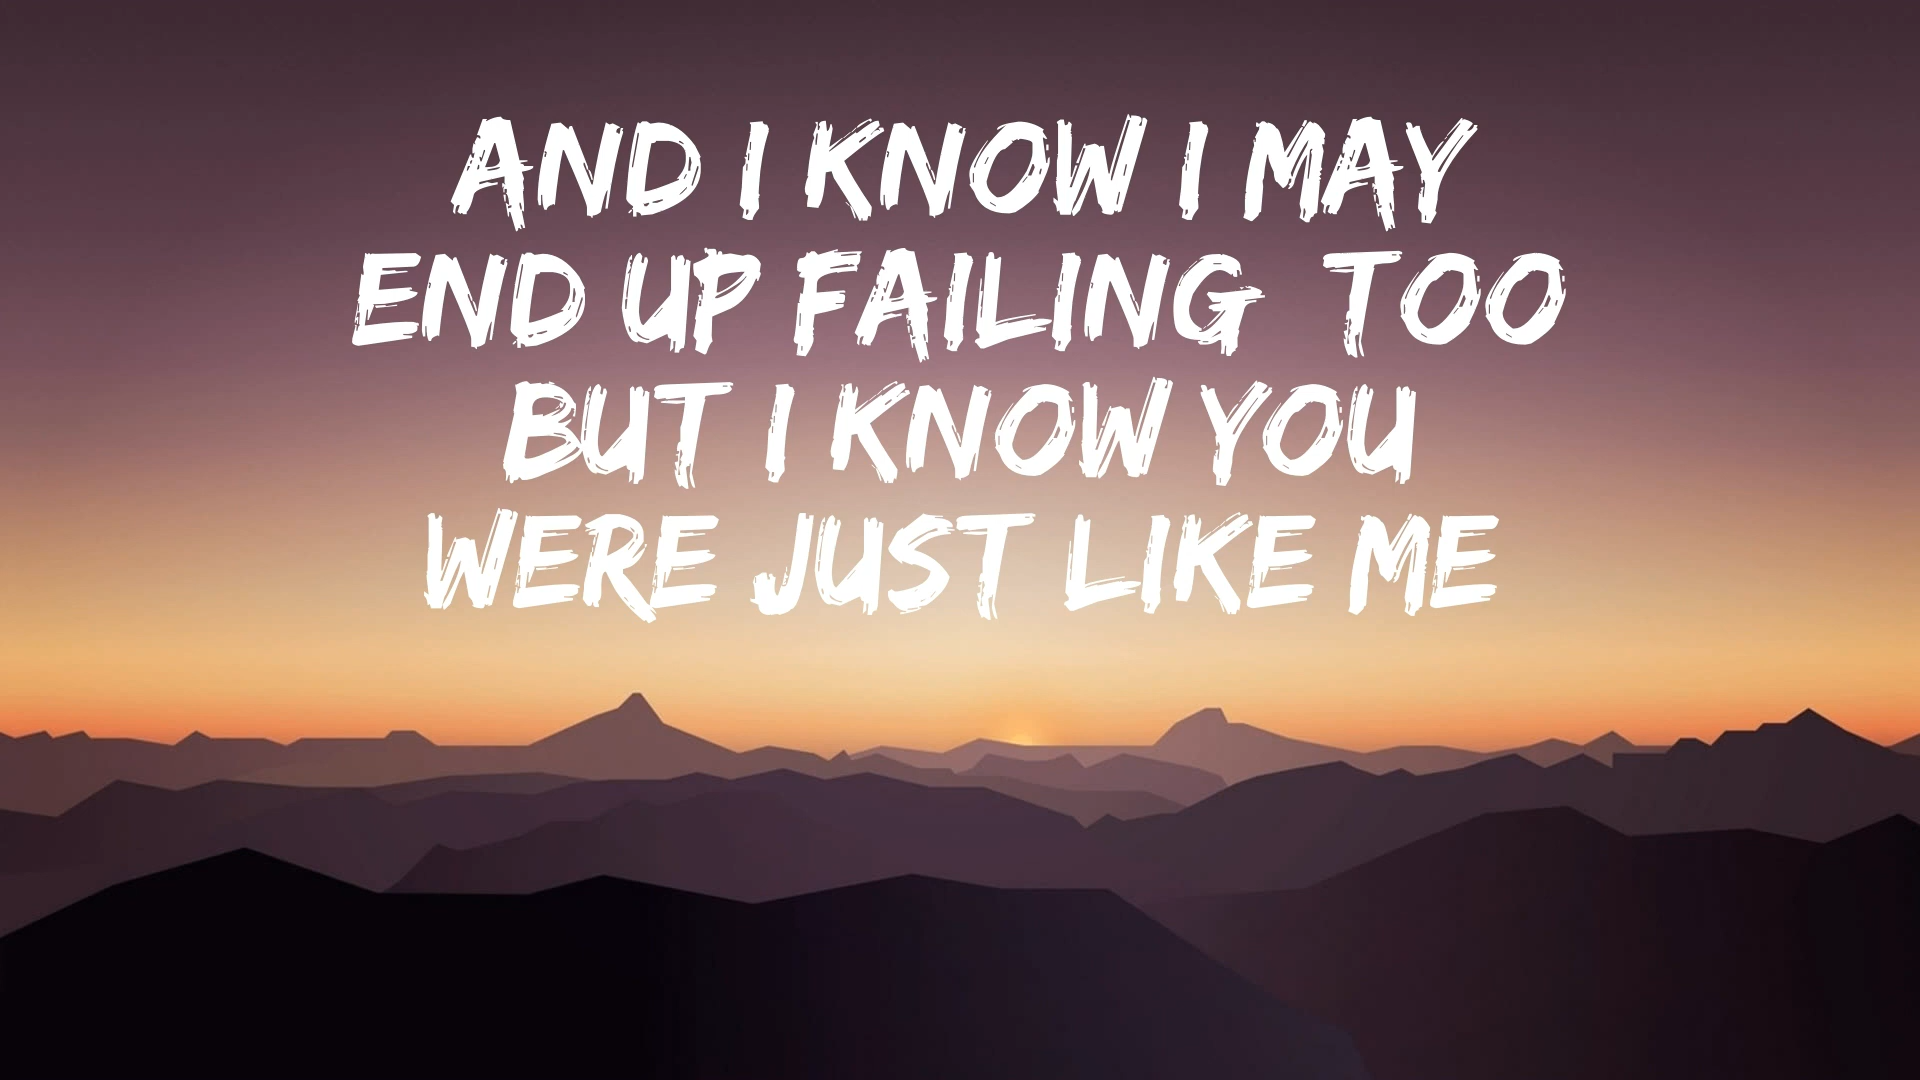 AND I KNOW I MAY
END UP FAILING TOO
BUT I KNOW YOU
WERE JUST LIKE ME